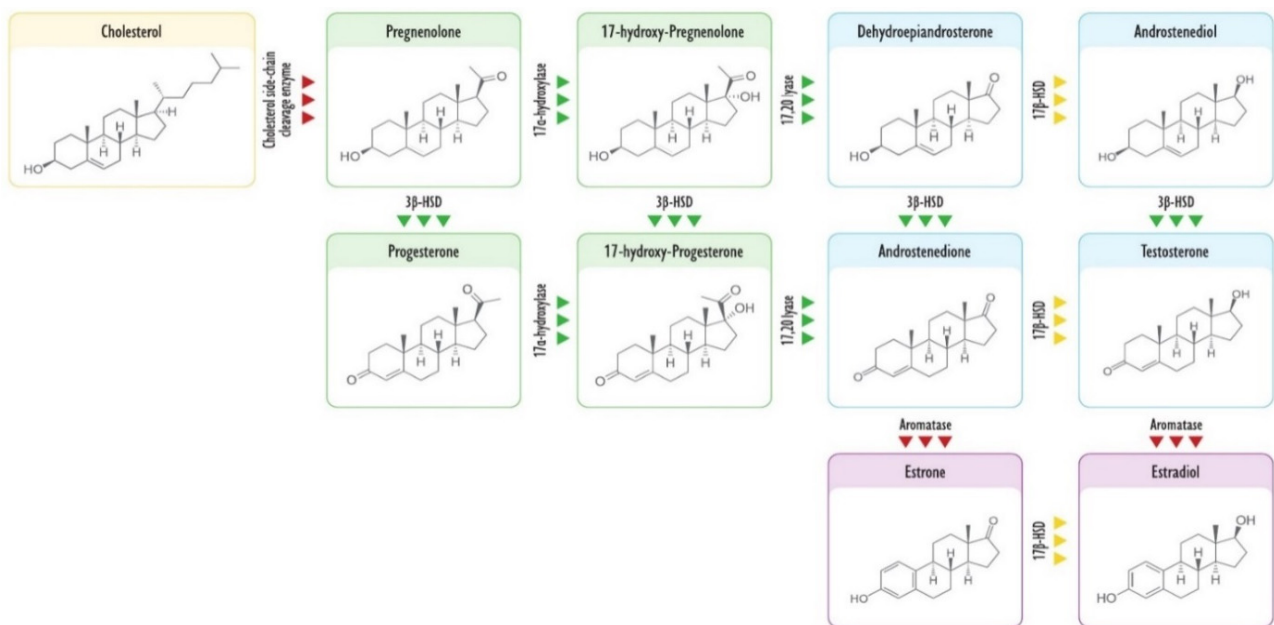 Cholesterol
Cholesterol side-chain
cleavage enzyme
Pregnenolone
17α-hydroxylase
17-hydroxy-Pregnenolone
17,20 lyase
Dehydroepiandrosterone
17β-HSD
Androstenediol
HO
H
H
H
H
HO
H
H
H
O
HO
H
H
H
O
OH
HO
H
H
H
O
HO
H
H
H
OH
3β-HSD
3β-HSD
3β-HSD
3β-HSD
Progesterone
17α-hydroxylase
17-hydroxy-Progesterone
17,20 lyase
Androstenedione
17β-HSD
Testosterone
O
H
H
H
O
O
H
H
H
O
OH
O
H
H
H
O
O
H
H
H
OH
Aromatase
Aromatase
Estrone
17β-HSD
Estradiol
HO
H
H
H
O
HO
H
H
H
OH